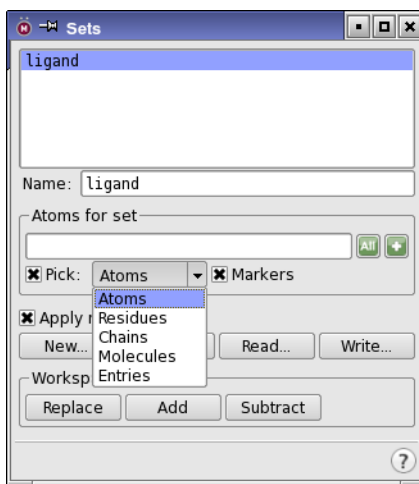 Sets
ligand
Name: ligand
Atoms for set
All +
Pick: Atoms Markers
Atoms
Residues
Chains
Molecules
Entries
Apply
New... Read... Write...
Replace Add Subtract
?